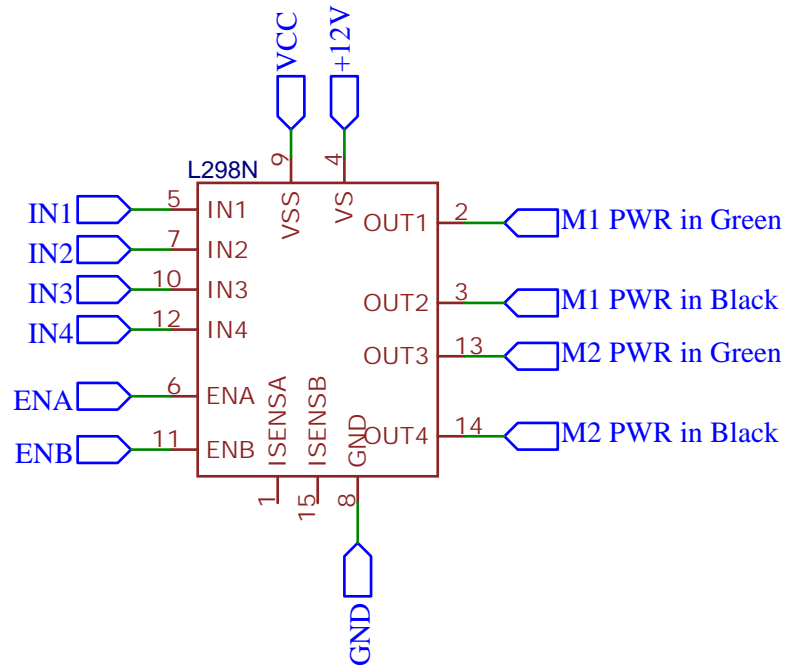 VCC
+12V
9
4
L298N
VSS
VS
IN1
5
IN1
IN2
7
IN2
IN3
10
IN3
IN4
12
IN4
ENA
6
ENA
ENB
11
ENB
OUT1
2
M1 PWR in Green
OUT2
3
M1 PWR in Black
OUT3
13
M2 PWR in Green
OUT4
14
M2 PWR in Black
ISENSA
ISENSB
GND
1
15
8
GND